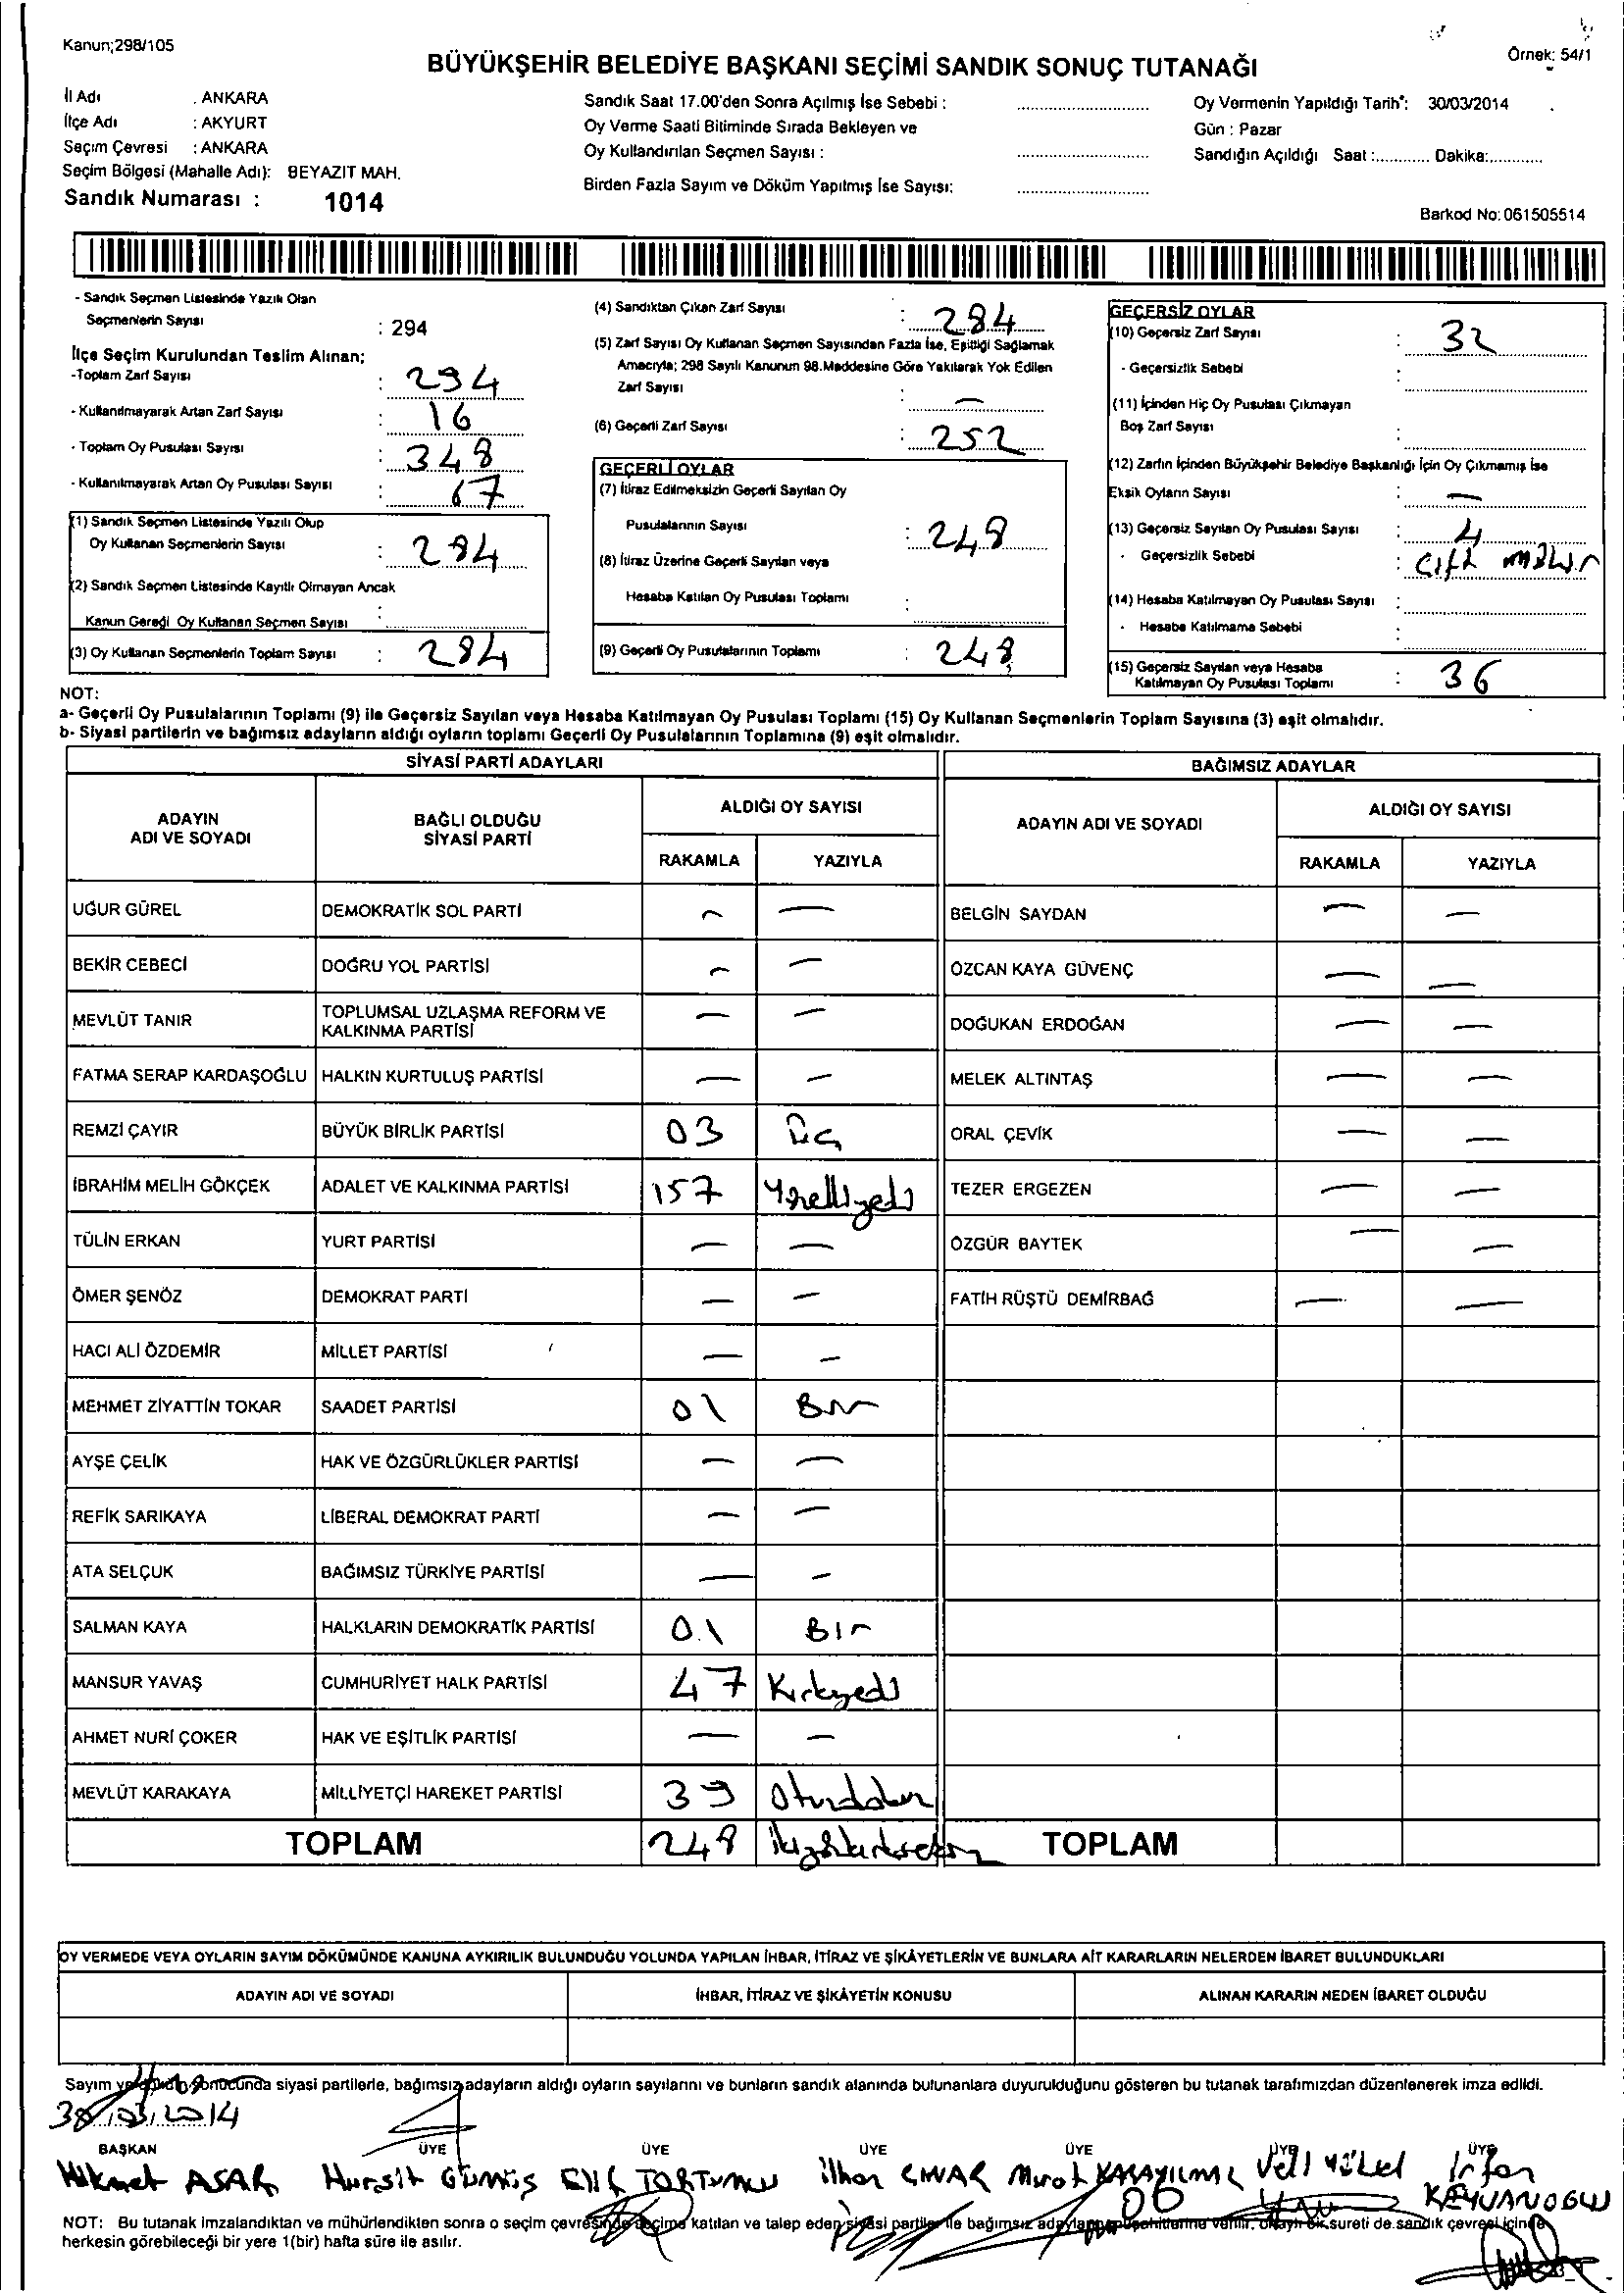 Kanun;298/105
Örnek: 54/1
BÜYÜKŞEHİR BELEDİYE BAŞKANI SEÇİMİ SANDIK SONUÇ TUTANAĞI
İl Adı : ANKARA
İlçe Adı : AKYURT
Seçim Çevresi : ANKARA
Seçim Bölgesi (Mahalle Adı): BEYAZIT MAH.
Sandık Numarası : 1014
Sandık Saat 17.00'den Sonra Açılmış İse Sebebi :
Oy Verme Saati Bitiminde Sırada Bekleyen ve
Oy Kullandırılan Seçmen Sayısı :
Birden Fazla Sayım ve Döküm Yapılmış İse Sayısı:
Oy Vermenin Yapıldığı Tarih: 30/03/2014
Gün : Pazar
Sandığın Açıldığı Saat :............ Dakika:............
Barkod No: 061505514
- Sandık Seçmen Listesinde Yazılı Olan
Seçmenlerin Sayısı : 294
İlçe Seçim Kurulundan Teslim Alınan;
-Toplam Zarf Sayısı : 294
- Kullanılmayarak Artan Zarf Sayısı : 16
- Toplam Oy Pusulası Sayısı : 348
- Kullanılmayarak Artan Oy Pusulası Sayısı : 67
(1) Sandık Seçmen Listesinde Yazılı Olup
Oy Kullanan Seçmenlerin Sayısı : 284
(2) Sandık Seçmen Listesinde Kayıtlı Olmayan Ancak
Kanun Gereği Oy Kullanan Seçmen Sayısı :
(3) Oy Kullanan Seçmenlerin Toplam Sayısı : 284
(4) Sandıktan Çıkan Zarf Sayısı : 284
(5) Zarf Sayısı Oy Kullanan Seçmen Sayısından Fazla İse, Eşitliği Sağlamak
Amacıyla; 298 Sayılı Kanunun 98.Maddesine Göre Yakılarak Yok Edilen
Zarf Sayısı : —
(6) Geçerli Zarf Sayısı : 252
GEÇERLİ OYLAR
(7) İtiraz Edilmeksizin Geçerli Sayılan Oy
Pusulalarının Sayısı : 248
(8) İtiraz Üzerine Geçerli Sayılan veya
Hesaba Katılan Oy Pusulası Toplamı :
(9) Geçerli Oy Pusulalarının Toplamı : 248
GEÇERSİZ OYLAR
(10) Geçersiz Zarf Sayısı : 32
- Geçersizlik Sebebi :
(11) İçinden Hiç Oy Pusulası Çıkmayan
Boş Zarf Sayısı :
(12) Zarfın İçinden Büyükşehir Belediye Başkanlığı İçin Oy Çıkmamış İse
Eksik Oyların Sayısı : —
(13) Geçersiz Sayılan Oy Pusulası Sayısı : 4
- Geçersizlik Sebebi : Çift mühür
(14) Hesaba Katılmayan Oy Pusulası Sayısı :
- Hesaba Katılmama Sebebi :
(15) Geçersiz Sayılan veya Hesaba
Katılmayan Oy Pusulası Toplamı : 36
NOT:
a- Geçerli Oy Pusulalarının Toplamı (9) ile Geçersiz Sayılan veya Hesaba Katılmayan Oy Pusulası Toplamı (15) Oy Kullanan Seçmenlerin Toplam Sayısına (3) eşit olmalıdır.
b- Siyasi partilerin ve bağımsız adayların aldığı oyların toplamı Geçerli Oy Pusulalarının Toplamına (9) eşit olmalıdır.
SİYASİ PARTİ ADAYLARI
ADAYIN ADI VE SOYADI
BAĞLI OLDUĞU SİYASİ PARTİ
ALDIĞI OY SAYISI
RAKAMLA YAZIYLA
UĞUR GÜREL DEMOKRATİK SOL PARTİ — —
BEKİR CEBECİ DOĞRU YOL PARTİSİ — —
MEVLÜT TANIR TOPLUMSAL UZLAŞMA REFORM VE KALKINMA PARTİSİ — —
FATMA SERAP KARDAŞOĞLU HALKIN KURTULUŞ PARTİSİ — —
REMZİ ÇAYIR BÜYÜK BİRLİK PARTİSİ 03 Üç
İBRAHİM MELİH GÖKÇEK ADALET VE KALKINMA PARTİSİ 157 Yüzelliyedi
TÜLİN ERKAN YURT PARTİSİ — —
ÖMER ŞENÖZ DEMOKRAT PARTİ — —
HACI ALİ ÖZDEMİR MİLLET PARTİSİ — —
MEHMET ZİYATTİN TOKAR SAADET PARTİSİ 01 Bir
AYŞE ÇELİK HAK VE ÖZGÜRLÜKLER PARTİSİ — —
REFİK SARIKAYA LİBERAL DEMOKRAT PARTİ — —
ATA SELÇUK BAĞIMSIZ TÜRKİYE PARTİSİ — —
SALMAN KAYA HALKLARIN DEMOKRATİK PARTİSİ 01 Bir
MANSUR YAVAŞ CUMHURİYET HALK PARTİSİ 47 Kırkyedi
AHMET NURİ ÇOKER HAK VE EŞİTLİK PARTİSİ — —
MEVLÜT KARAKAYA MİLLİYETÇİ HAREKET PARTİSİ 39 Otuzdokuz
TOPLAM 248 İkiyüzkırksekiz
BAĞIMSIZ ADAYLAR
ADAYIN ADI VE SOYADI
ALDIĞI OY SAYISI
RAKAMLA YAZIYLA
BELGİN SAYDAN — —
ÖZCAN KAYA GÜVENÇ — —
DOĞUKAN ERDOĞAN — —
MELEK ALTINTAŞ — —
ORAL ÇEVİK — —
TEZER ERGEZEN — —
ÖZGÜR BAYTEK — —
FATİH RÜŞTÜ DEMİRBAĞ — —
TOPLAM
OY VERMEDE VEYA OYLARIN SAYIM DÖKÜMÜNDE KANUNA AYKIRILIK BULUNDUĞU YOLUNDA YAPILAN İHBAR, İTİRAZ VE ŞİKÂYETLERİN VE BUNLARA AİT KARARLARIN NELERDEN İBARET BULUNDUKLARI
ADAYIN ADI VE SOYADI İHBAR, İTİRAZ VE ŞİKÂYETİN KONUSU ALINAN KARARIN NEDEN İBARET OLDUĞU
Sayım ve döküm sonucunda siyasi partilerle, bağımsız adayların aldığı oyların sayılarını ve bunların sandık alanında bulunanlara duyurulduğunu gösteren bu tutanak tarafımızdan düzenlenerek imza edildi.
30/03/2014
BAŞKAN ÜYE ÜYE ÜYE ÜYE ÜYE ÜYE
Hikmet ASAR Hurşit GÜMÜŞ Elif TORTUMLU İlhan ÇINAR Murat KARAYILMAZ Veli Yüksel İrfan KEYVANOĞLU
NOT: Bu tutanak imzalandıktan ve mühürlendikten sonra o seçim çevresinde seçime katılan ve talep eden siyasi partiler ile bağımsız adayların müşahitlerine verilir, onaylı bir sureti de sandık çevresi içinde
herkesin görebileceği bir yere 1(bir) hafta süre ile asılır.